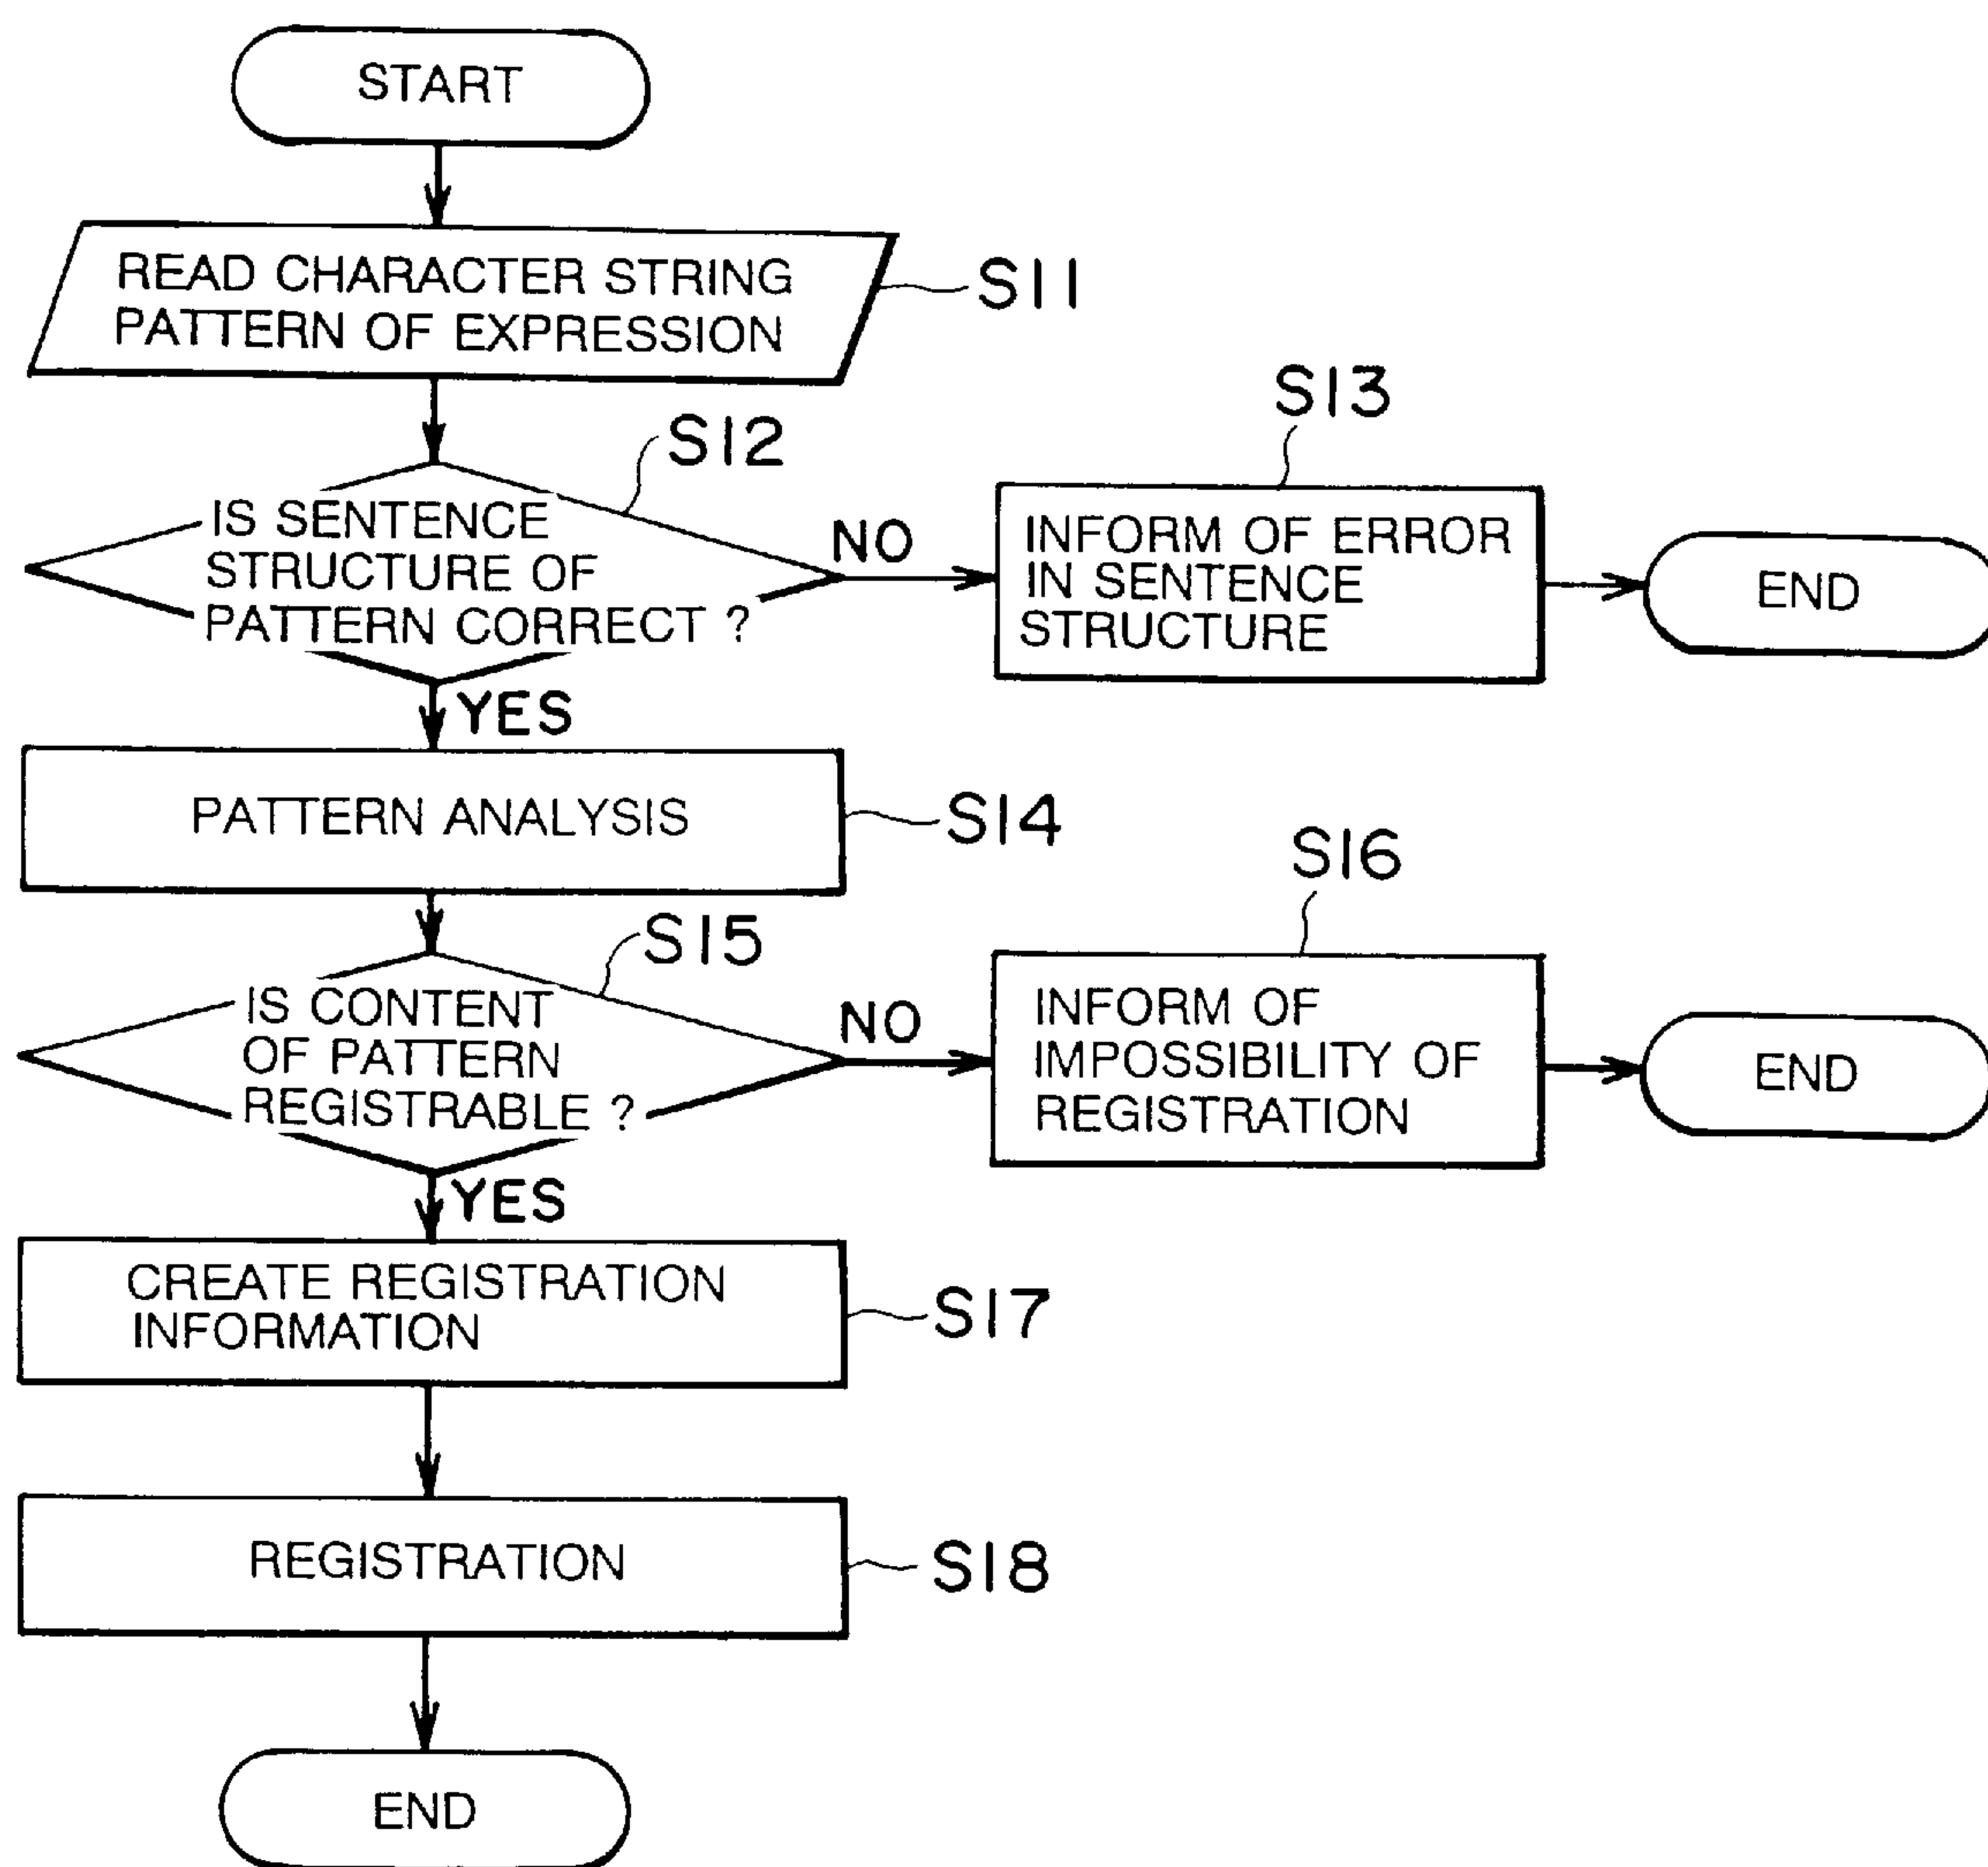 START
READ CHARACTER STRING
PATTERN OF EXPRESSION
S11
S12
S13
IS SENTENCE
STRUCTURE OF
PATTERN CORRECT ?
NO
INFORM OF ERROR
IN SENTENCE
STRUCTURE
END
YES
PATTERN ANALYSIS
S14
S15
S16
IS CONTENT
OF PATTERN
REGISTRABLE ?
NO
INFORM OF
IMPOSSIBILITY OF
REGISTRATION
END
YES
CREATE REGISTRATION
INFORMATION
S17
REGISTRATION
S18
END